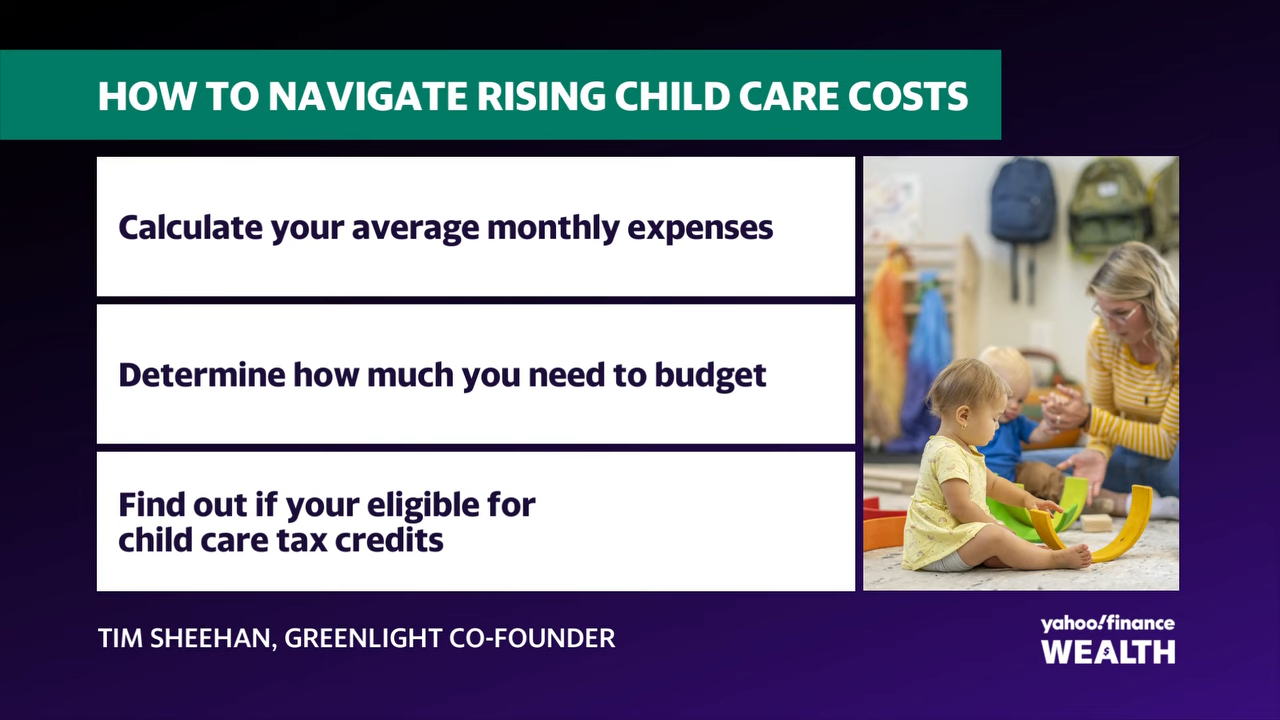 HOW TO NAVIGATE RISING CHILD CARE COSTS
Calculate your average monthly expenses
Determine how much you need to budget
Find out if your eligible for
child care tax credits
TIM SHEEHAN, GREENLIGHT CO-FOUNDER
yahoo!finance
WEALTH